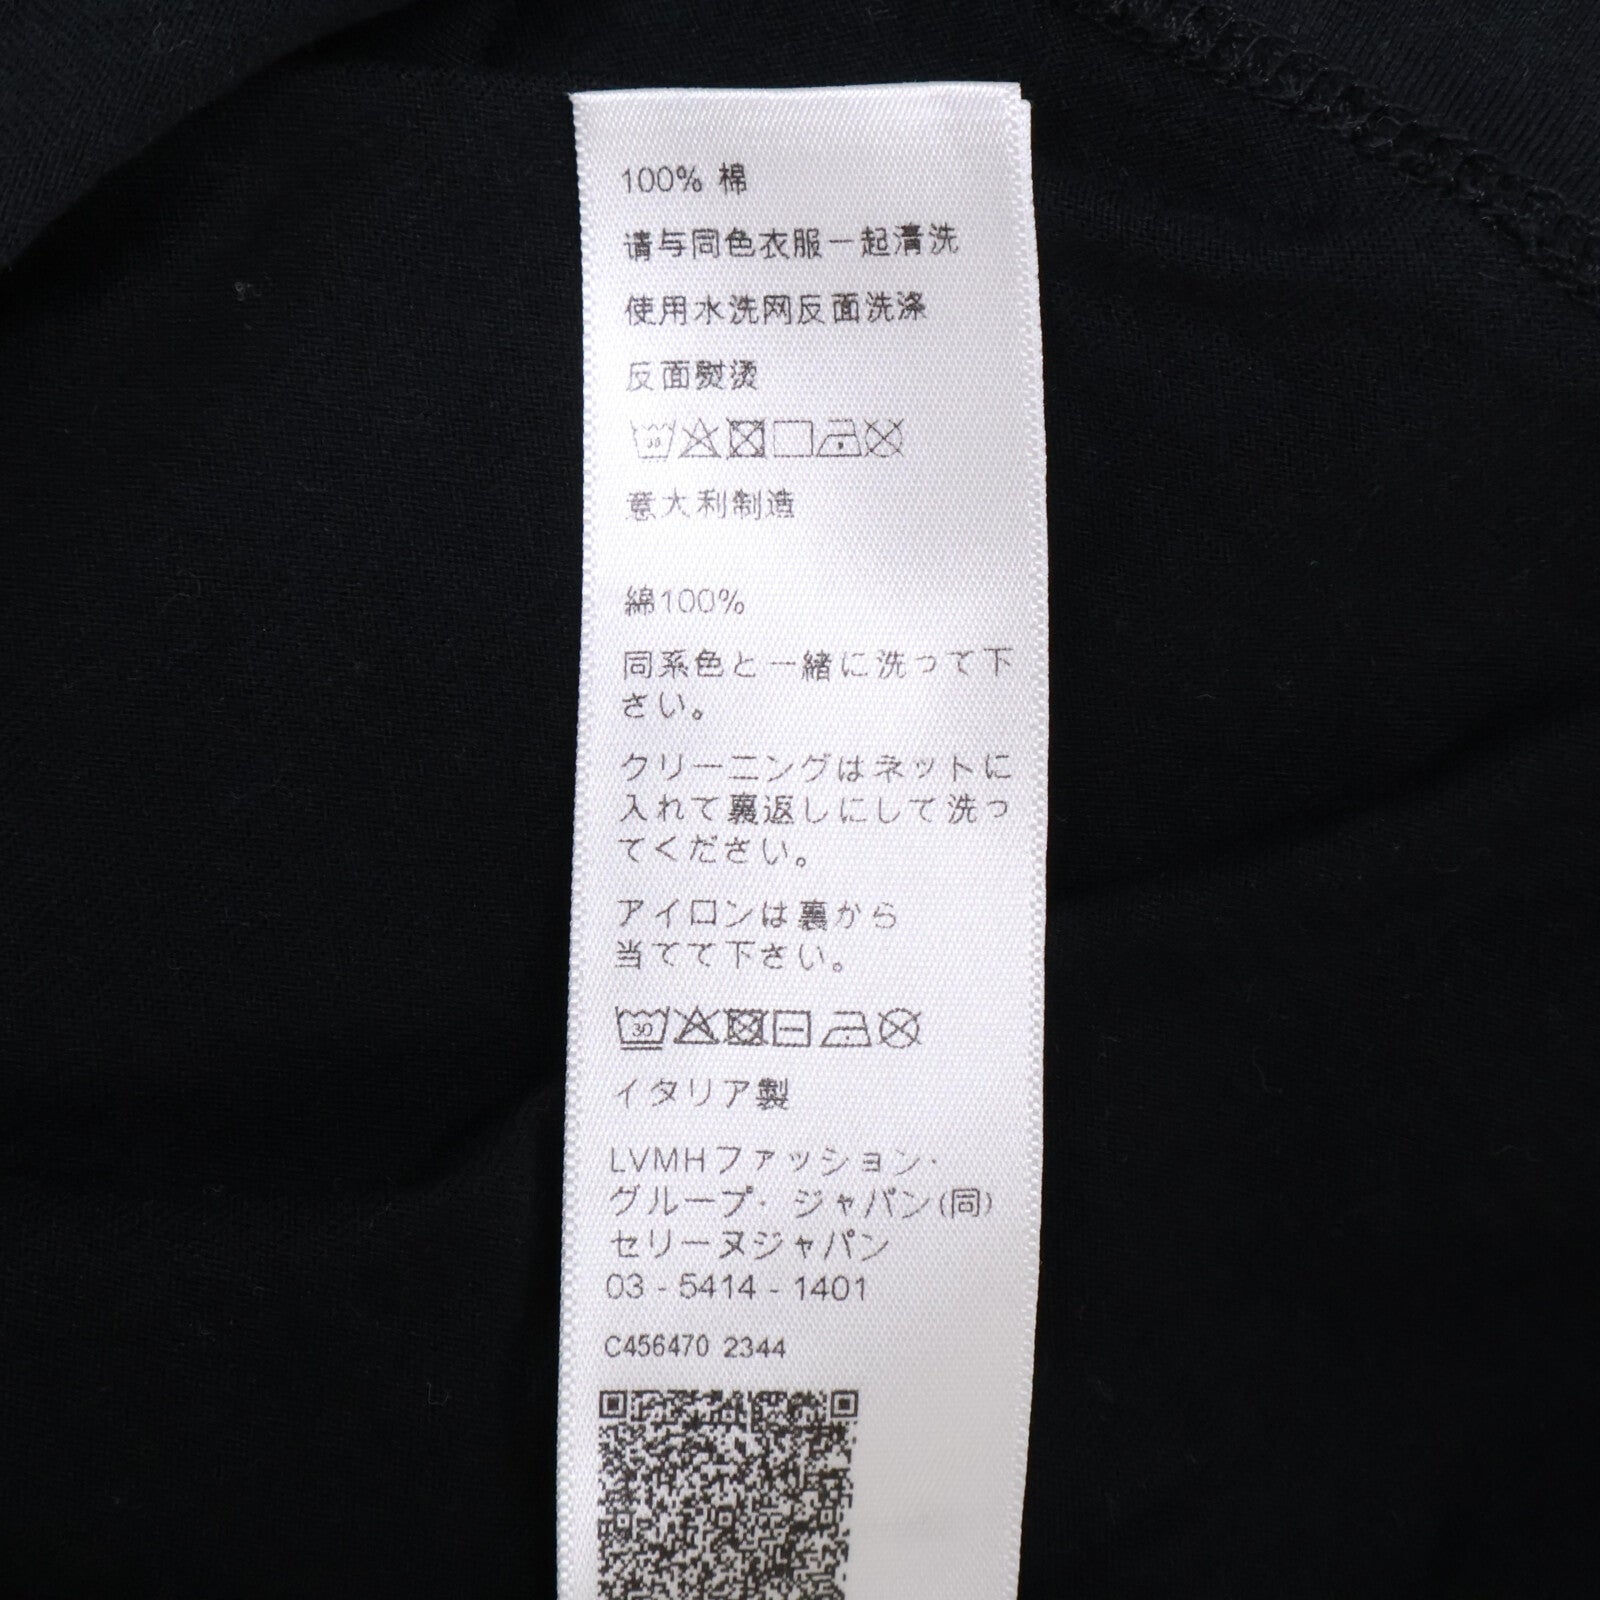 100% 棉
请与同色衣服一起清洗
使用水洗网反面洗涤
反面熨烫
30
意大利制造
綿100%
同系色と一緒に洗って下
さい。
クリーニングはネットに
入れて裏返しにして洗っ
てください。
アイロンは裏から
当てて下さい。
30
イタリア製
LVMHファッション・
グループ・ジャパン(同)
セリーヌジャパン
03 - 5414 - 1401
C456470 2344